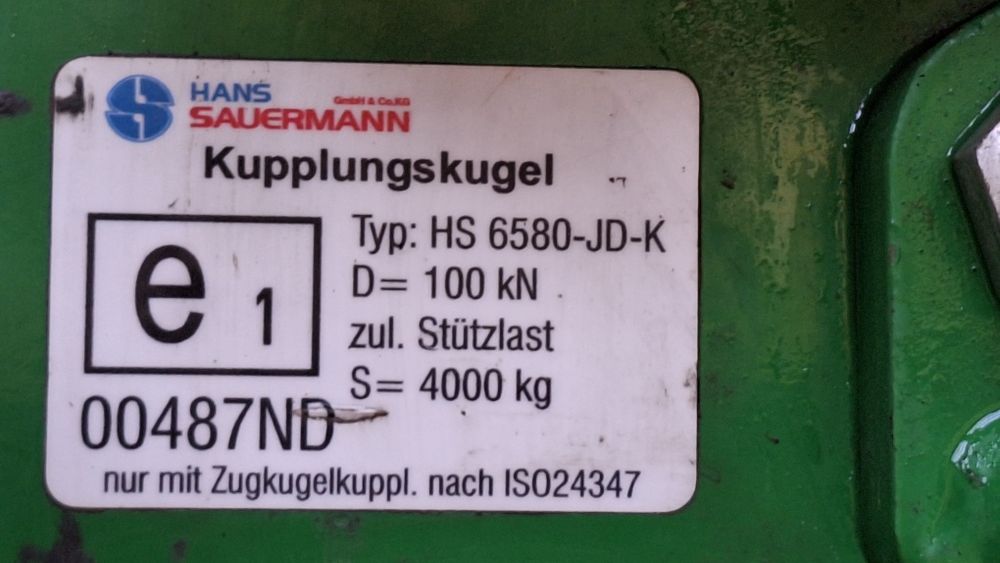 HANS
SAUERMANN GmbH & Co.KG
Kupplungskugel
e 1
00487ND
Typ: HS 6580-JD-K
D= 100 kN
zul. Stützlast
S= 4000 kg
nur mit Zugkugelkuppl. nach ISO24347